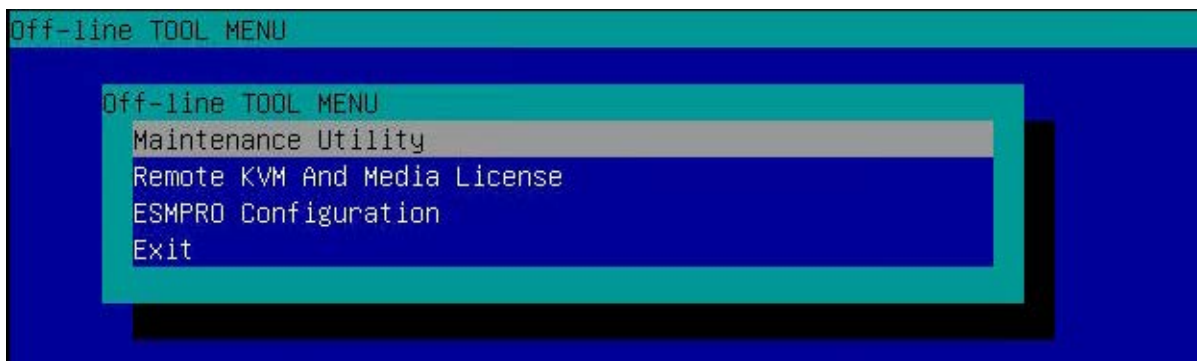 Off-line TOOL MENU
Off-line TOOL MENU
Maintenance Utility
Remote KVM And Media License
ESMPRO Configuration
Exit